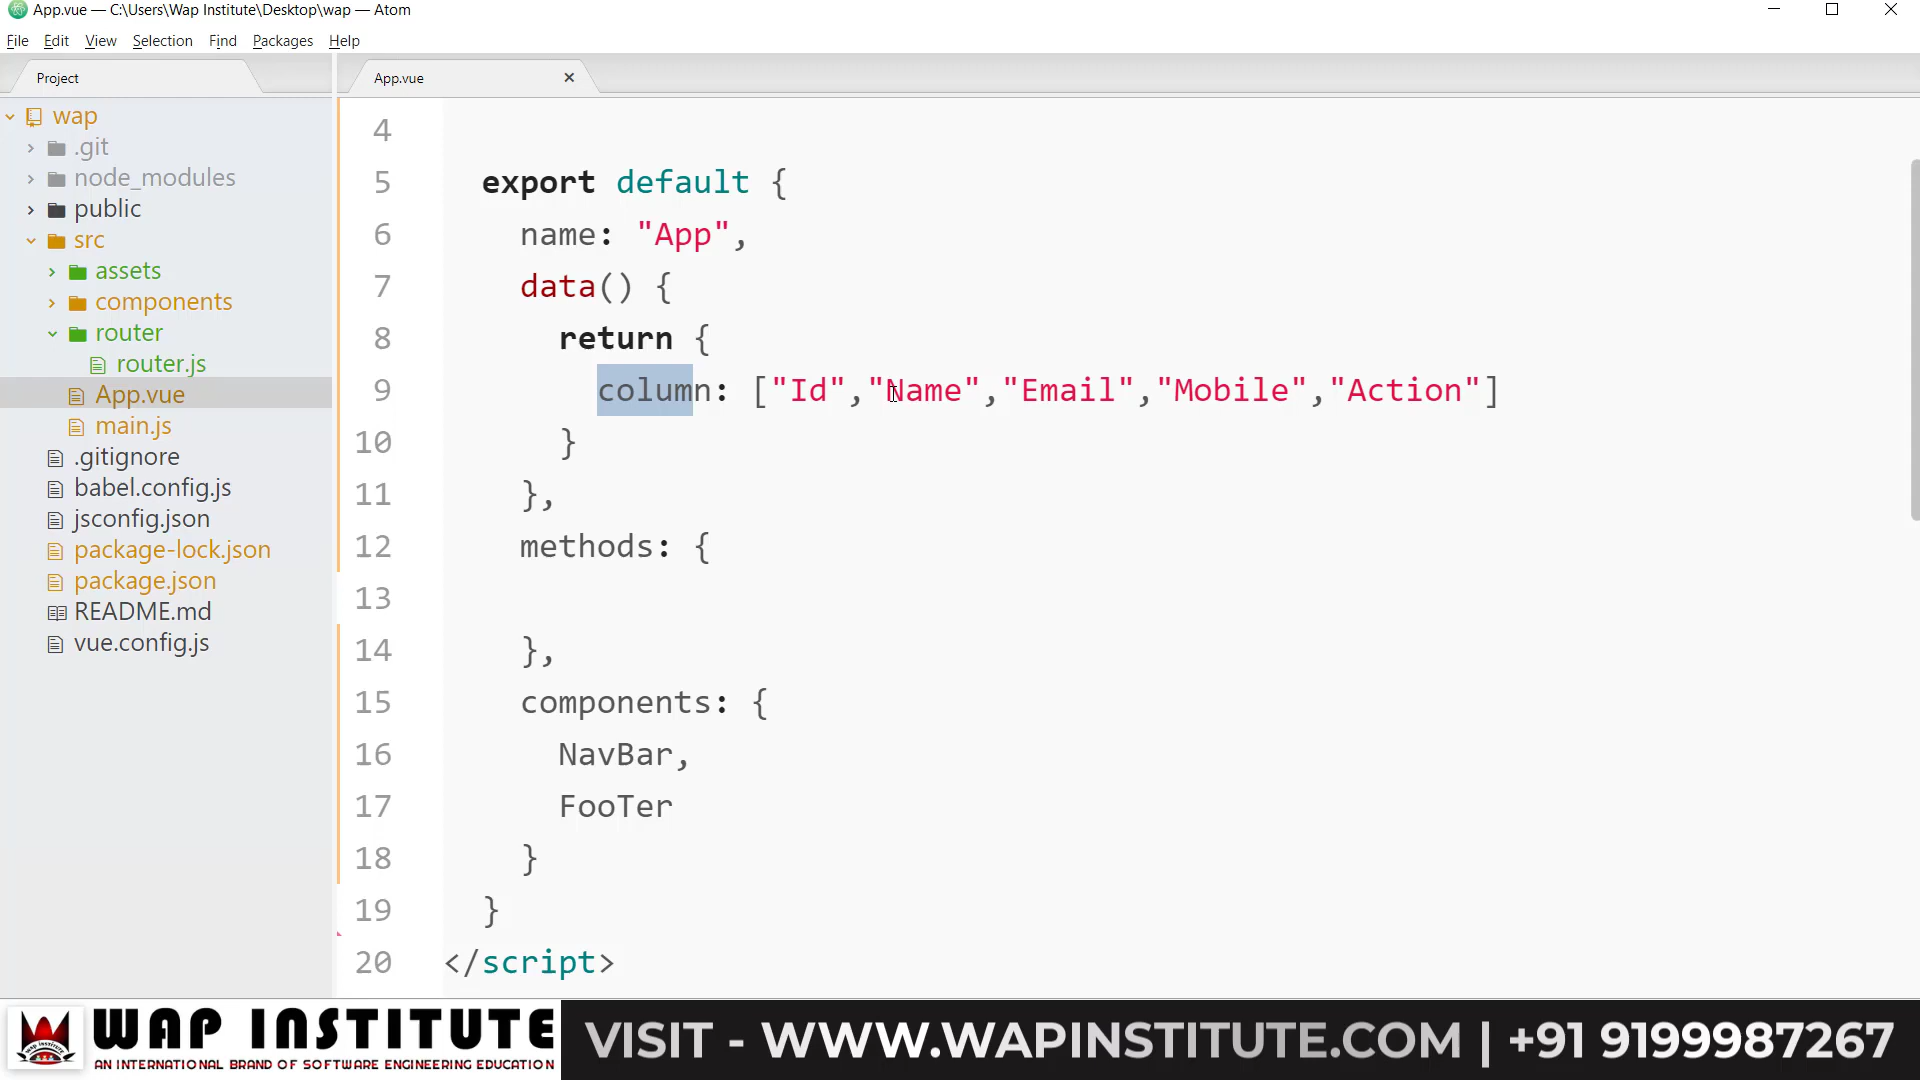 App.vue — C:\Users\Wap Institute\Desktop\wap — Atom
File Edit View Selection Find Packages Help
Project
App.vue
wap
.git
node_modules
public
src
assets
components
router
router.js
App.vue
main.js
.gitignore
babel.config.js
jsconfig.json
package-lock.json
package.json
README.md
vue.config.js
4
5 export default {
6 name: "App",
7 data() {
8 return {
9 column: ["Id","Name","Email","Mobile","Action"]
10 }
11 },
12 methods: {
13
14 },
15 components: {
16 NavBar,
17 FooTer
18 }
19 }
20 </script>
wap institute
WAP INSTITUTE
AN INTERNATIONAL BRAND OF SOFTWARE ENGINEERING EDUCATION
VISIT - WWW.WAPINSTITUTE.COM | +91 9199987267